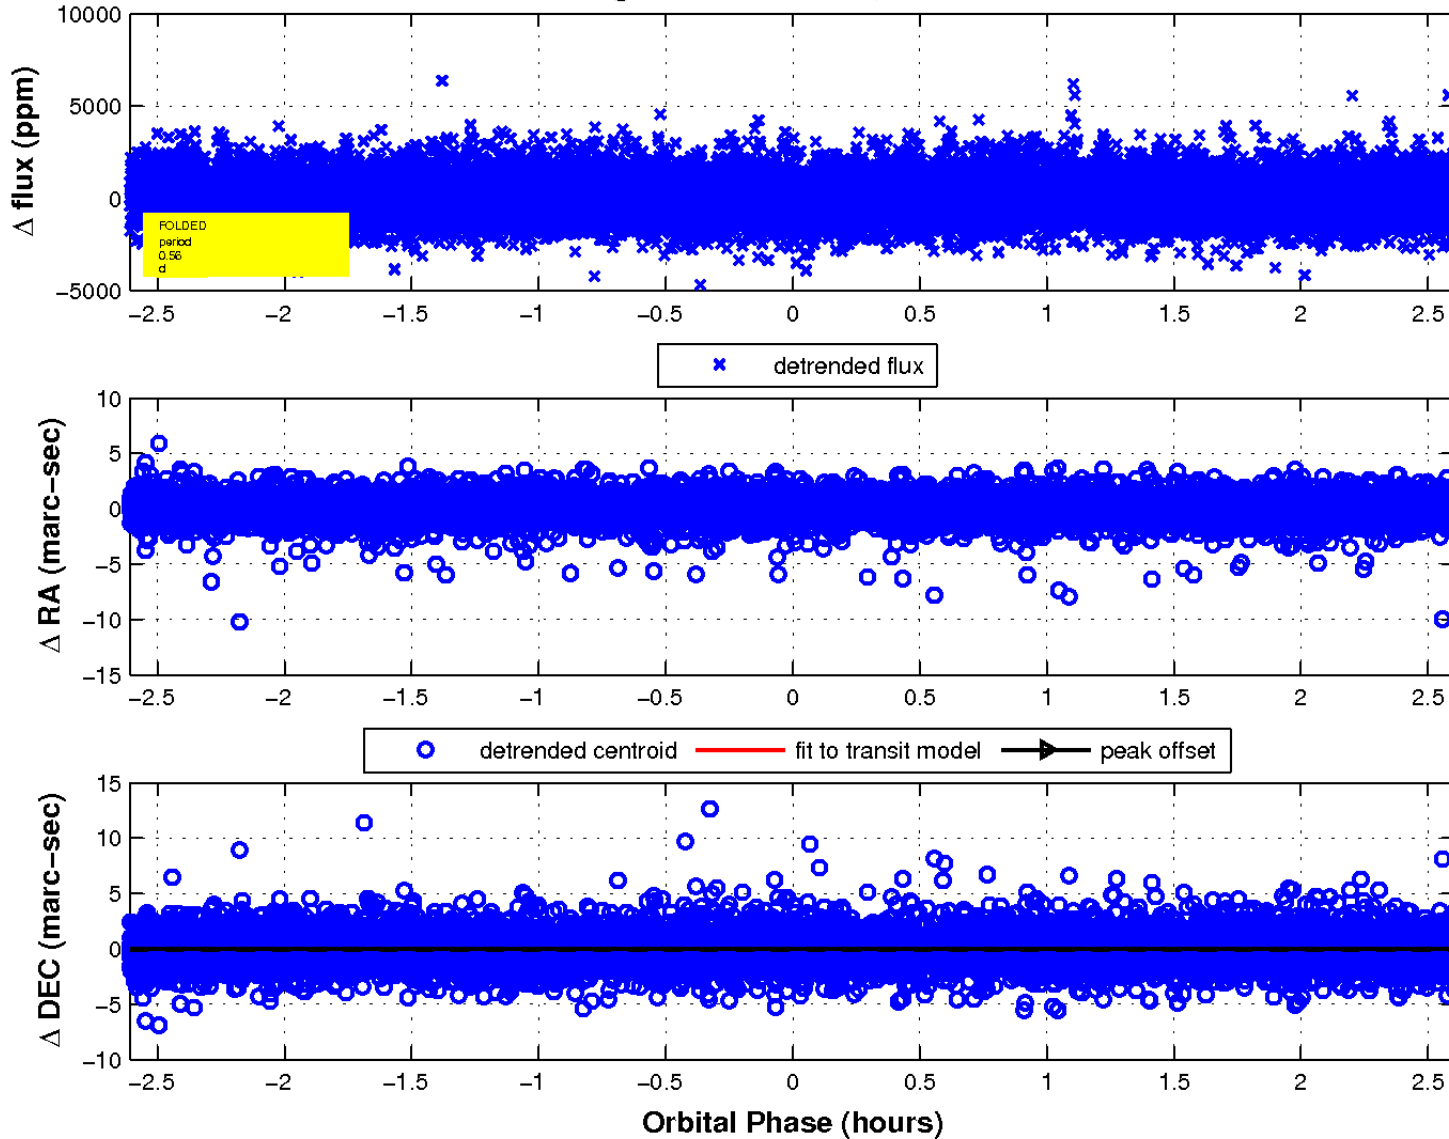 10000
5000
0
−5000
Δ flux (ppm)
FOLDED
period
0.56
d
−2.5 −2 −1.5 −1 −0.5 0 0.5 1 1.5 2 2.5
detrended flux
10
5
0
−5
−10
−15
Δ RA (marc−sec)
−2.5 −2 −1.5 −1 −0.5 0 0.5 1 1.5 2 2.5
detrended centroid fit to transit model peak offset
15
10
5
0
−5
−10
Δ DEC (marc−sec)
−2.5 −2 −1.5 −1 −0.5 0 0.5 1 1.5 2 2.5
Orbital Phase (hours)